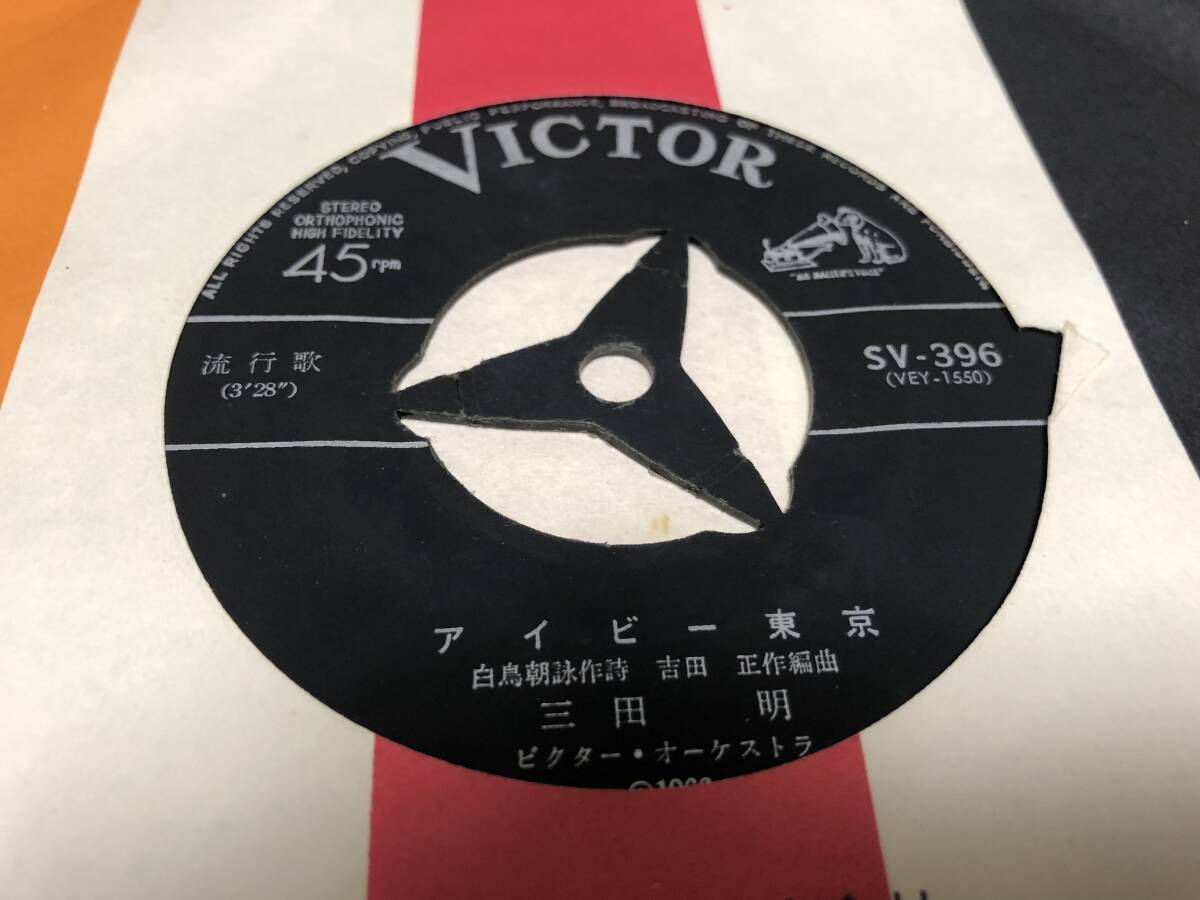 ALL RIGHTS RESERVED, COPYING, PUBLIC PERFORMANCE, BROADCASTING OF THESE RECORDS AND
VICTOR
STEREO
ORTHOPHONIC
HIGH FIDELITY
45 rpm
"HIS MASTER'S VOICE"
流行歌
(3'28")
SV-396
(VEY-1550)
アイビー東京
白鳥朝詠作詩 吉田 正作編曲
三田 明
ビクター・オーケストラ